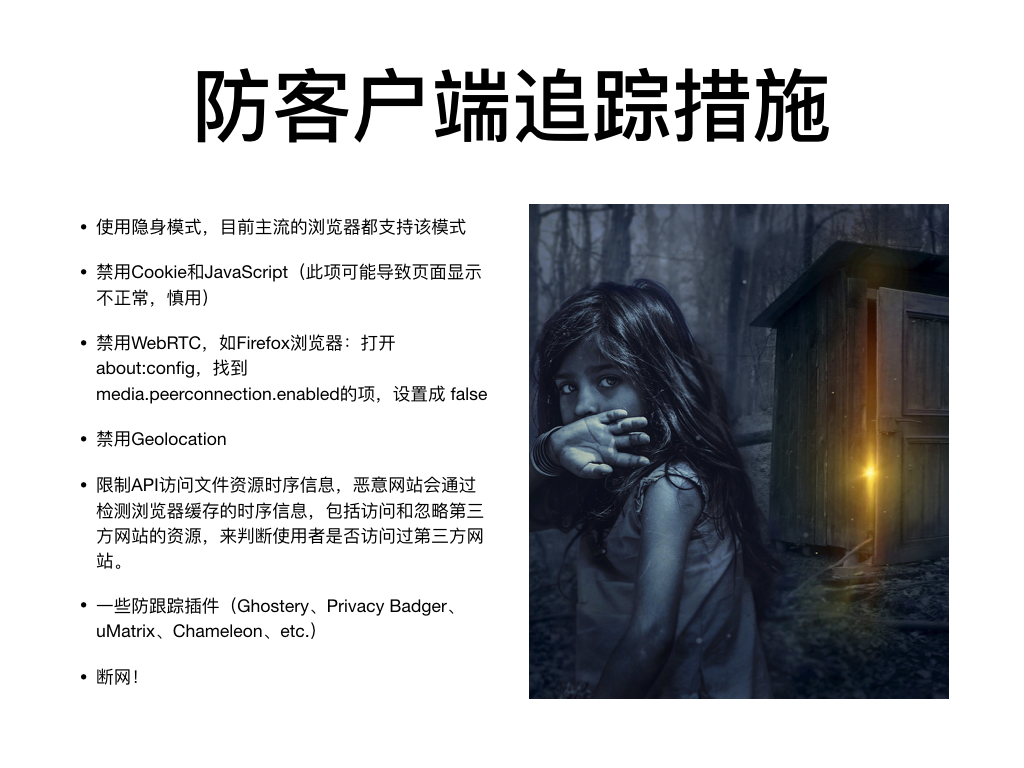 防客户端追踪措施
• 使用隐身模式，目前主流的浏览器都支持该模式
• 禁用Cookie和JavaScript（此项可能导致页面显示
不正常，慎用）
• 禁用WebRTC，如Firefox浏览器：打开
about:config，找到
media.peerconnection.enabled的项，设置成 false
• 禁用Geolocation
• 限制API访问文件资源时序信息，恶意网站会通过
检测浏览器缓存的时序信息，包括访问和忽略第三
方网站的资源，来判断使用者是否访问过第三方网
站。
• 一些防跟踪插件（Ghostery、Privacy Badger、
uMatrix、Chameleon、etc.）
• 断网！